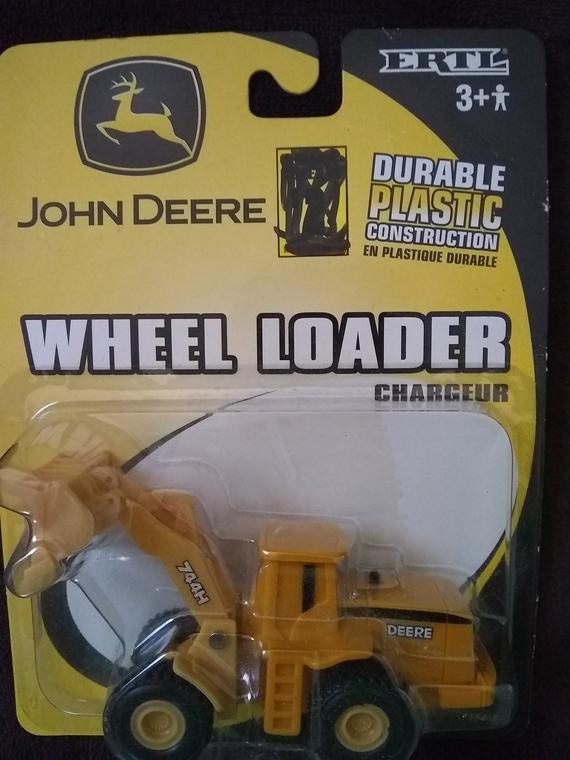 ERTL®
3+
JOHN DEERE
DURABLE
PLASTIC
CONSTRUCTION
EN PLASTIQUE DURABLE
WHEEL LOADER
CHARGEUR
744H
DEERE